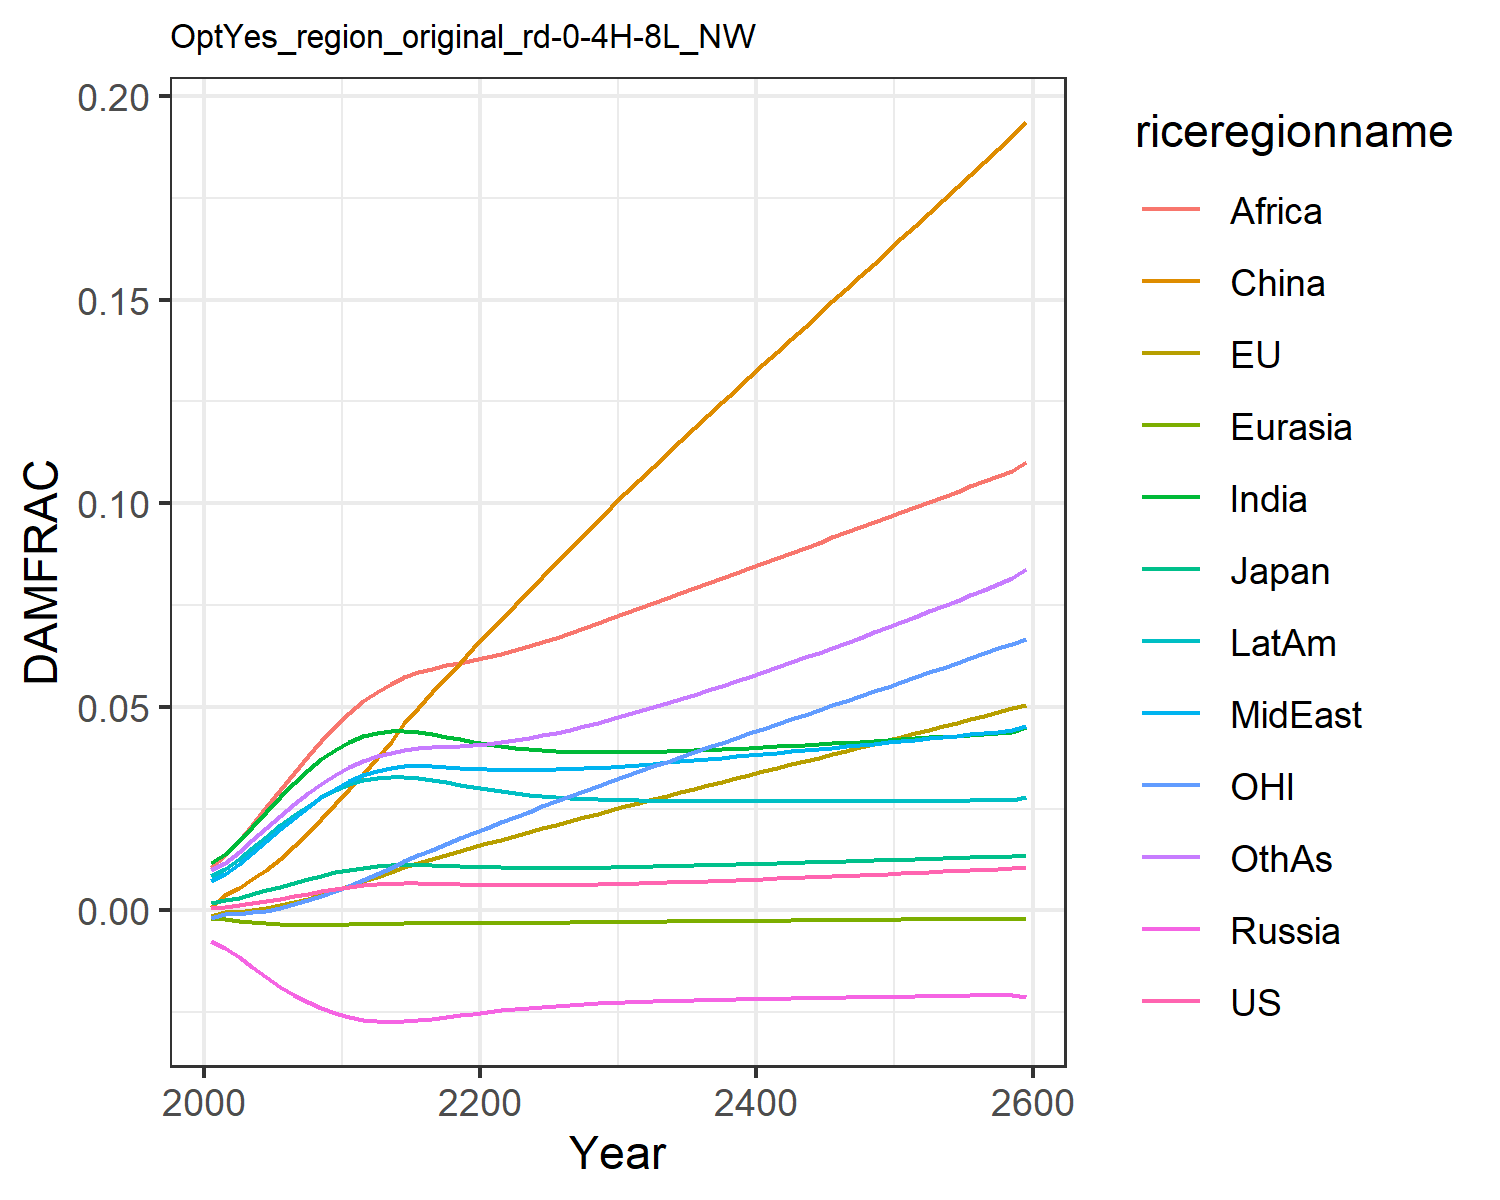 OptYes_region_original_rd-0-4H-8L_NW
0.20
0.15
0.10
0.05
0.00
DAMFRAC
2000 2200 2400 2600
Year
riceregionname
Africa
China
EU
Eurasia
India
Japan
LatAm
MidEast
OHI
OthAs
Russia
US